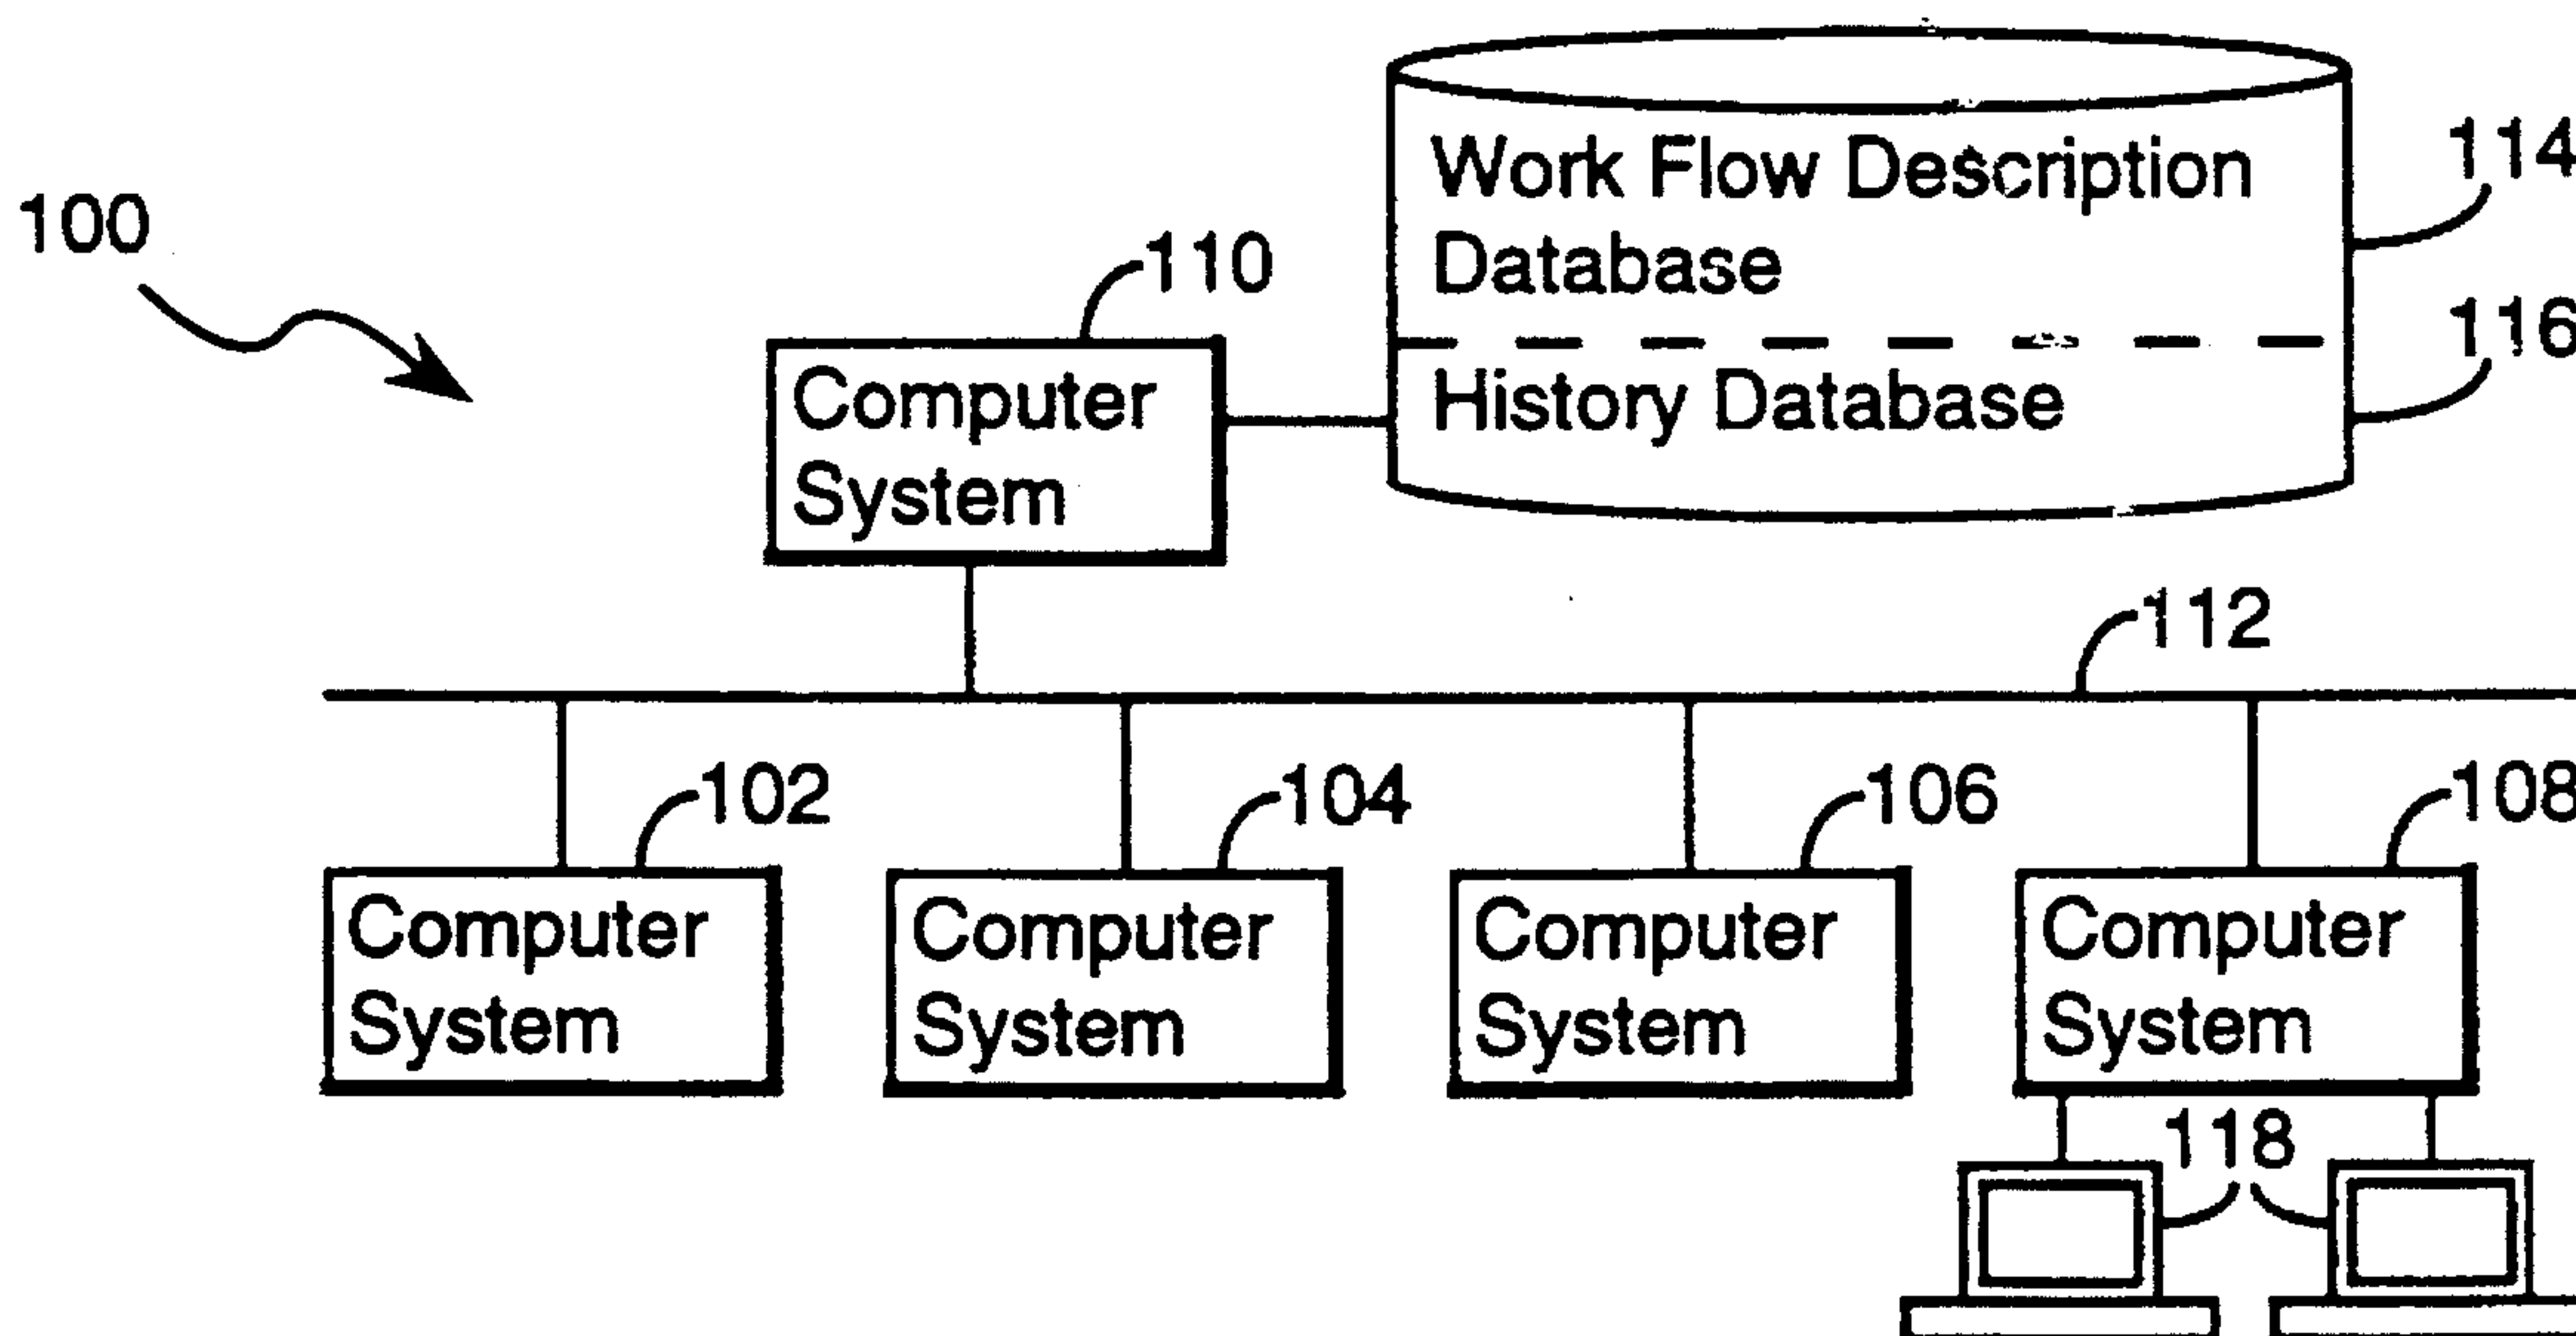 100
110
Work Flow Description
Database
114
116
History Database
Computer
System
112
102
104
106
108
Computer
System
Computer
System
Computer
System
Computer
System
118